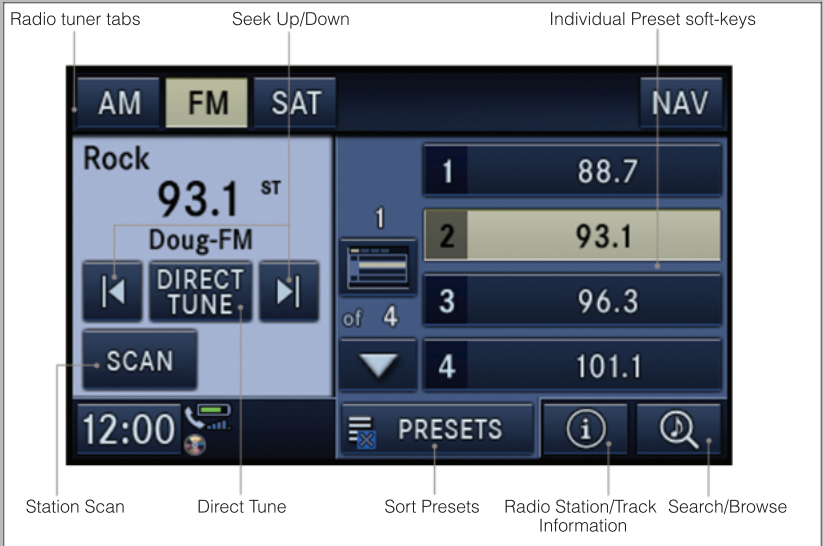 Radio tuner tabs
Seek Up/Down
Individual Preset soft-keys
AM
FM
SAT
NAV
Rock
93.1 ST
Doug-FM
DIRECT
TUNE
SCAN
1
of 4
1 88.7
2 93.1
3 96.3
4 101.1
12:00
PRESETS
i
Station Scan
Direct Tune
Sort Presets
Radio Station/Track
Information
Search/Browse